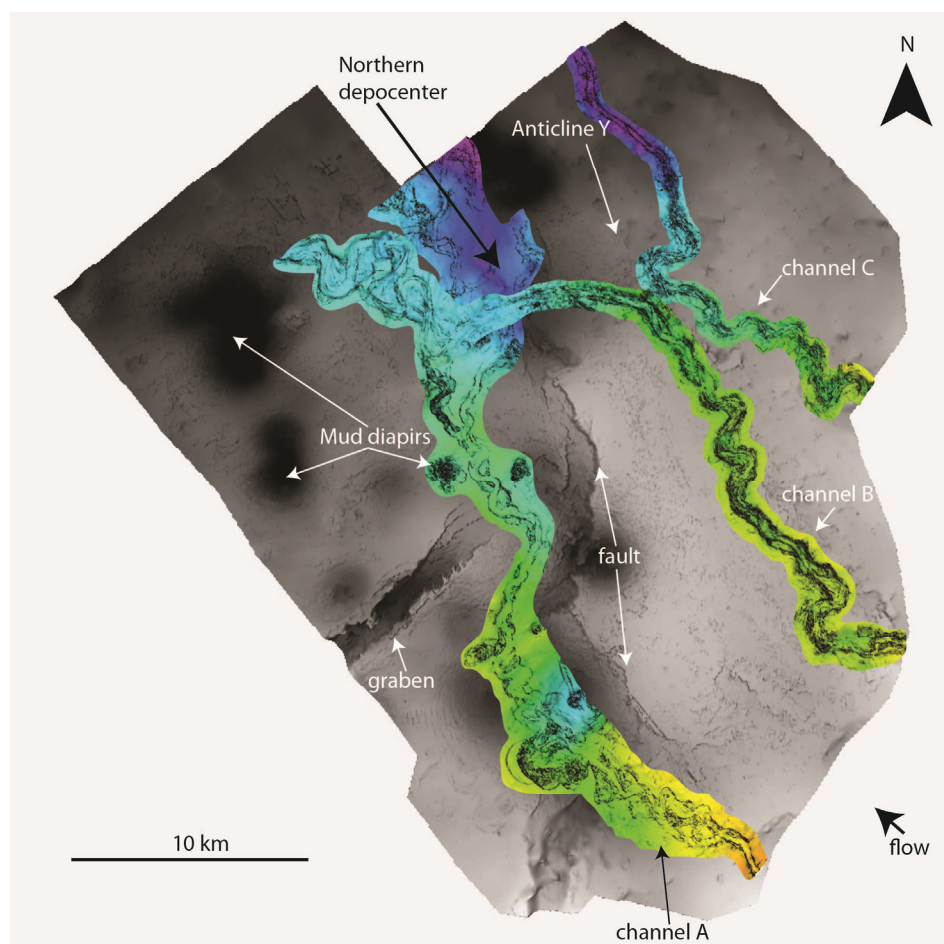 N
Northern
depocenter
Anticline Y
channel C
Mud diapirs
channel B
fault
graben
10 km
flow
channel A